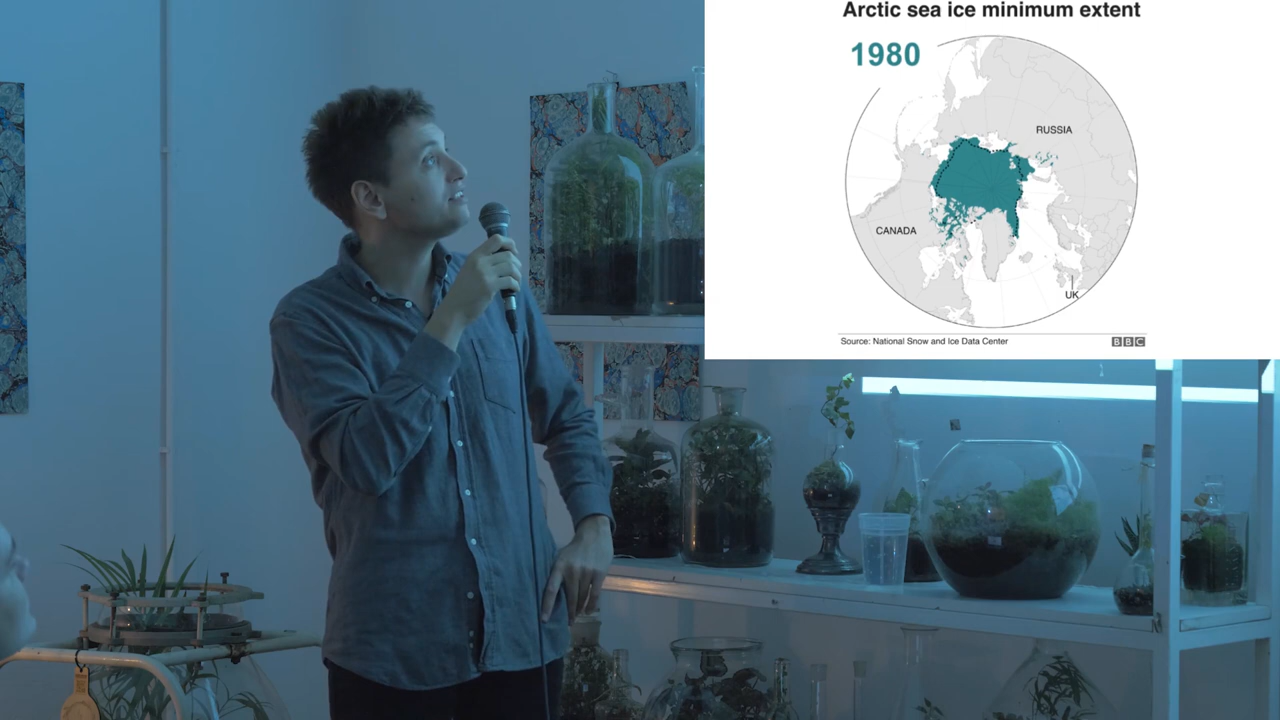 Arctic sea ice minimum extent
1980
RUSSIA
CANADA
UK
Source: National Snow and Ice Data Center
BBC